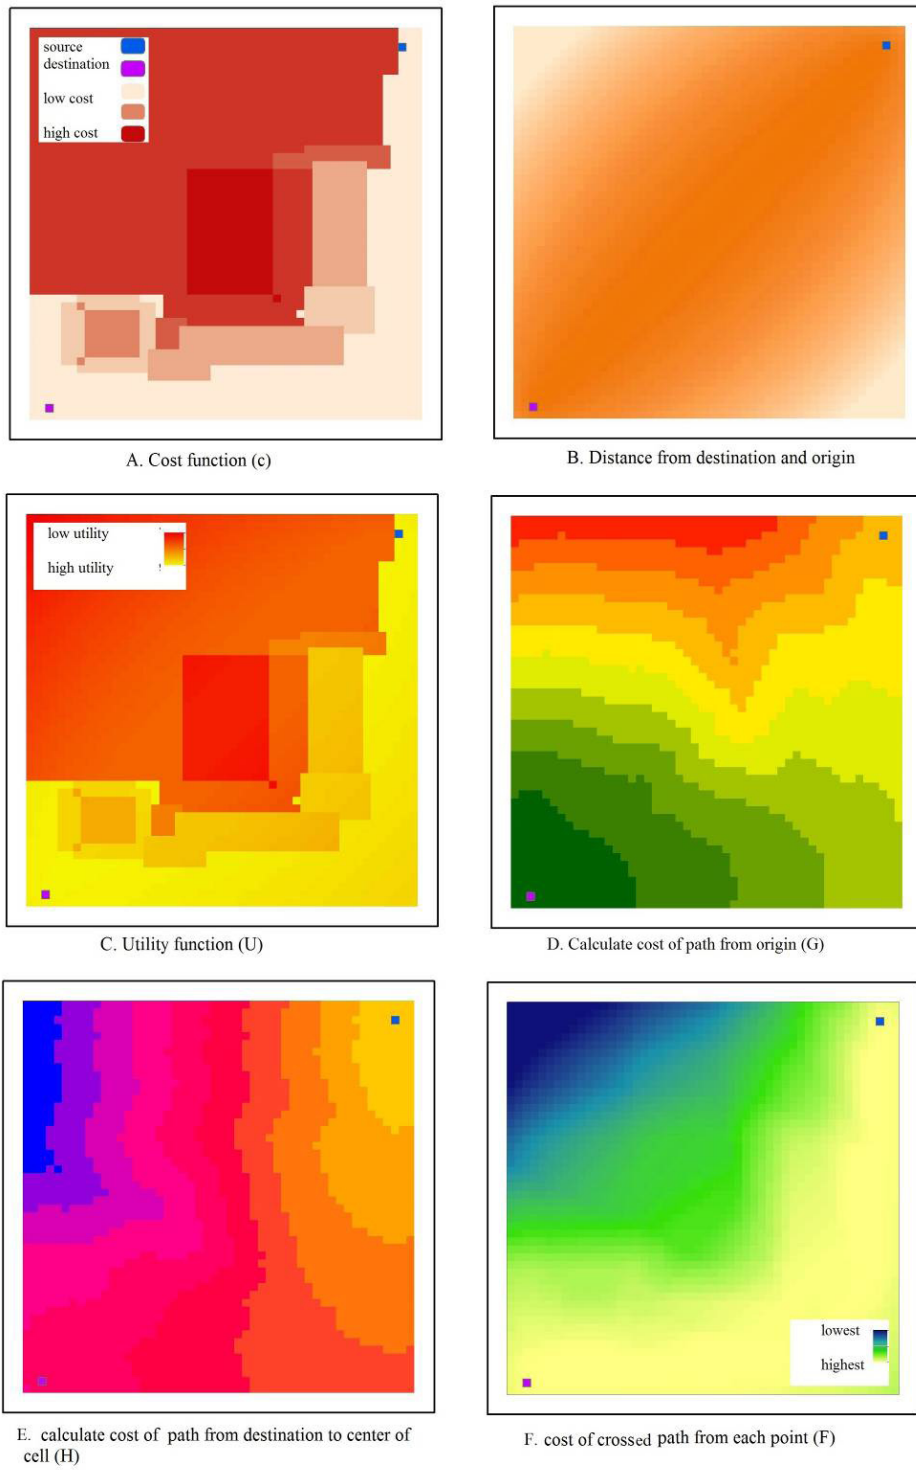 source
destination
low cost
high cost
A. Cost function (c)
B. Distance from destination and origin
low utility
high utility
C. Utility function (U)
D. Calculate cost of path from origin (G)
E. calculate cost of path from destination to center of
cell (H)
lowest
highest
F. cost of crossed path from each point (F)